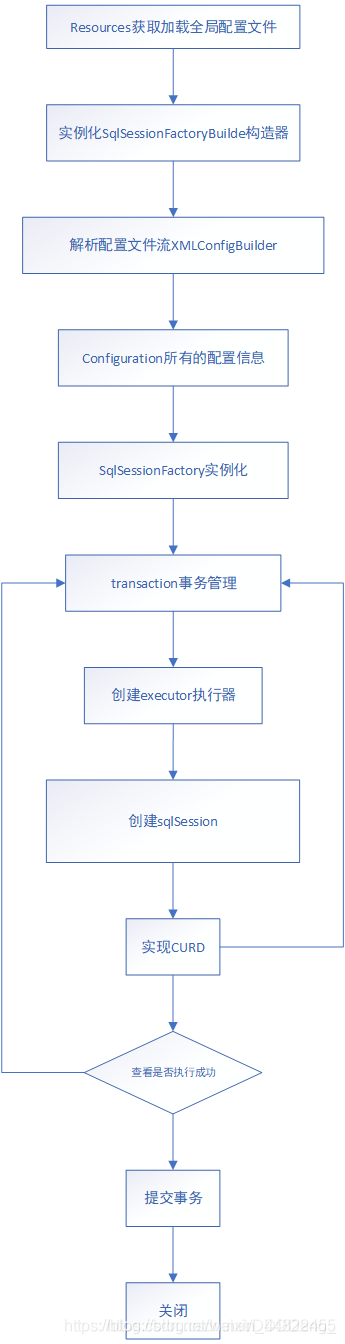 Resources获取加载全局配置文件
实例化SqlSessionFactoryBuilde构造器
解析配置文件流XMLConfigBuilder
Configuration所有的配置信息
SqlSessionFactory实例化
transaction事务管理
创建executor执行器
创建sqlSession
实现CURD
查看是否执行成功
提交事务
关闭